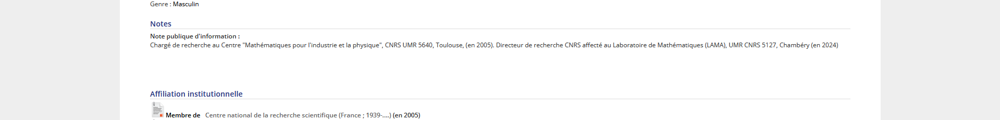 Genre : Masculin
Notes
Note publique d'information :
Chargé de recherche au Centre "Mathématiques pour l'industrie et la physique", CNRS UMR 5640, Toulouse, (en 2005). Directeur de recherche CNRS affecté au Laboratoire de Mathématiques (LAMA), UMR CNRS 5127, Chambéry (en 2024)
Affiliation institutionnelle
Membre de Centre national de la recherche scientifique (France ; 1939-....) (en 2005)